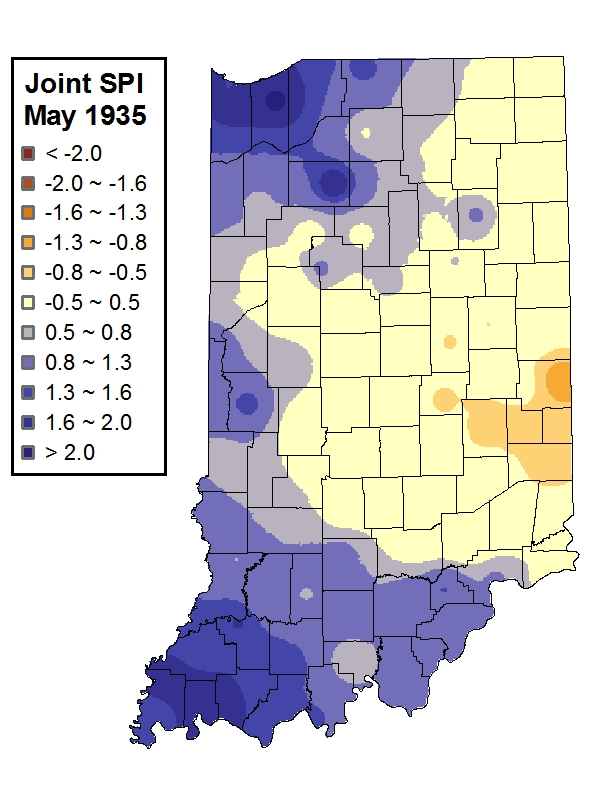 Joint SPI
May 1935
< -2.0
-2.0 ~ -1.6
-1.6 ~ -1.3
-1.3 ~ -0.8
-0.8 ~ -0.5
-0.5 ~ 0.5
0.5 ~ 0.8
0.8 ~ 1.3
1.3 ~ 1.6
1.6 ~ 2.0
> 2.0